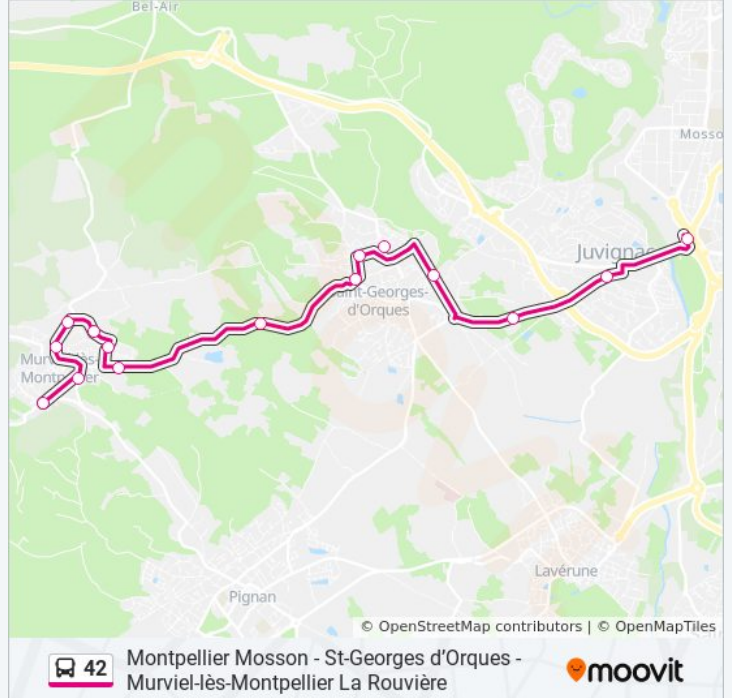 Bel-Air
Mosso
Juvignac
Saint-Georges-
d'Orques
Murviel-lès-
Montpellier
Lavérune
Pignan
© OpenStreetMap contributors | © OpenMapTiles
42
Montpellier Mosson - St-Georges d’Orques -
Murviel-lès-Montpellier La Rouvière
moovit